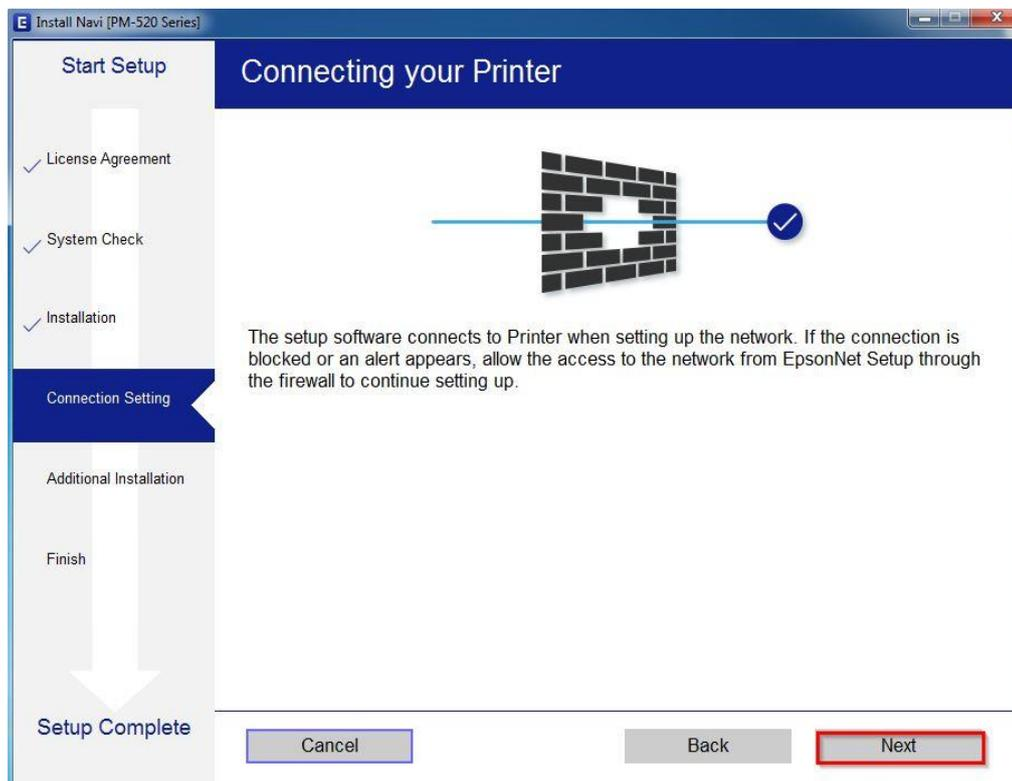 E Install Navi [PM-520 Series]
Start Setup
License Agreement
System Check
Installation
Connection Setting
Additional Installation
Finish
Setup Complete
Connecting your Printer
The setup software connects to Printer when setting up the network. If the connection is
blocked or an alert appears, allow the access to the network from EpsonNet Setup through
the firewall to continue setting up.
Cancel
Back
Next